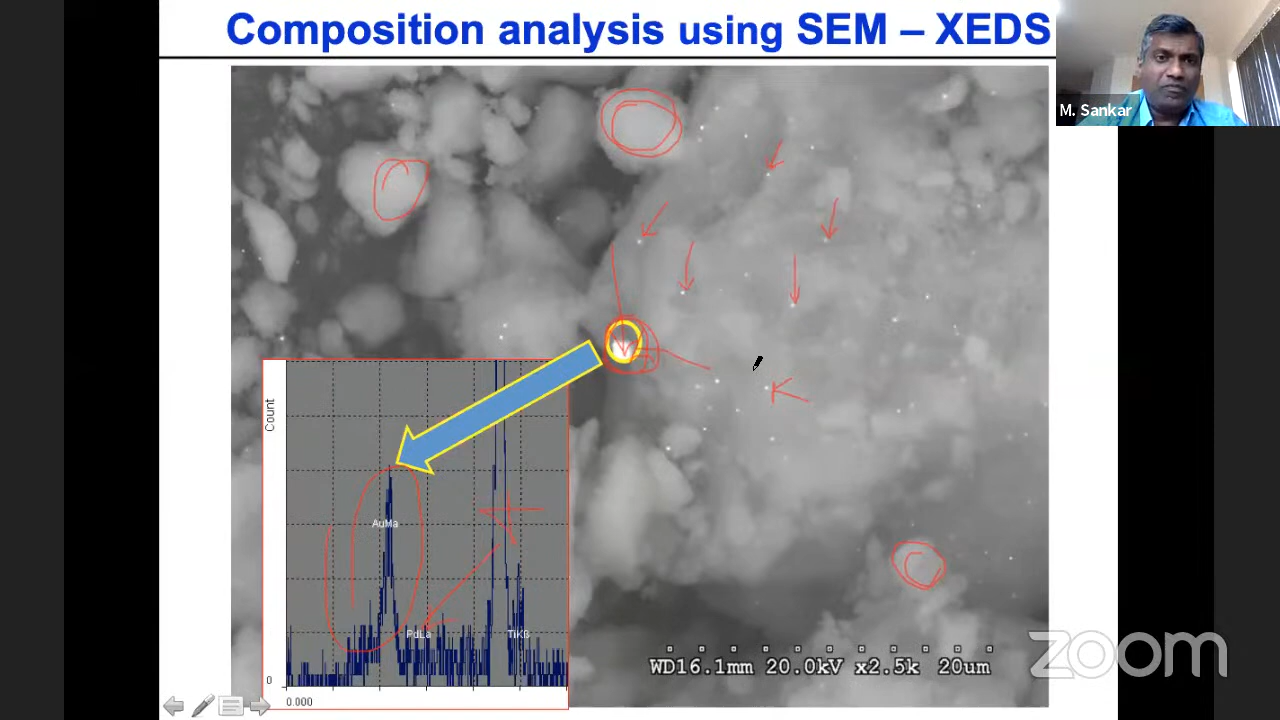 Composition analysis using SEM – XEDS
M. Sankar
Count
AuMa
PdLa
TiKß
0
0.000
WD16.1mm 20.0kV x2.5k 20um
zoom